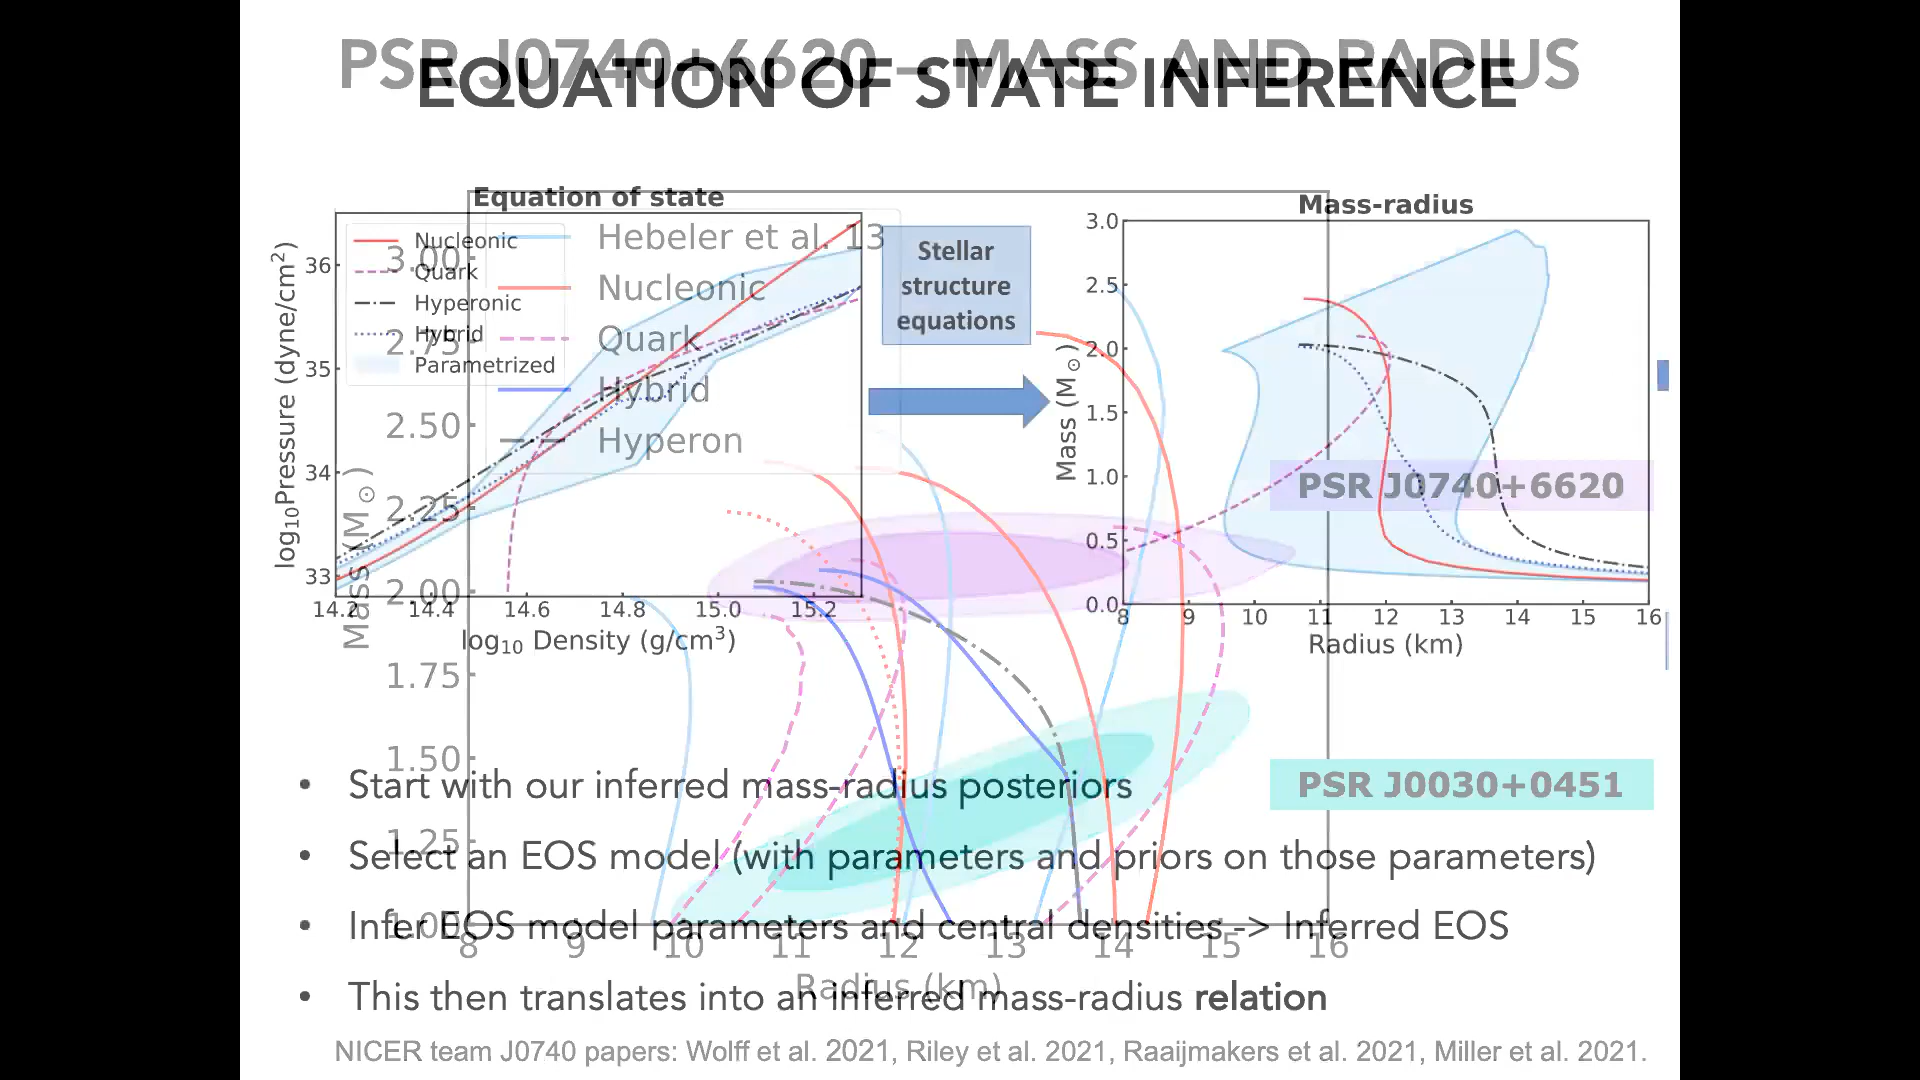 PSR J0740+6620 – MASS AND RADIUS
EQUATION OF STATE INFERENCE
Equation of state
Nucleonic
Quark
Hyperonic
Hybrid
Parametrized
log10Pressure (dyne/cm2)
36
35
34
33
14.2 14.4 14.6 14.8 15.0 15.2
log10 Density (g/cm3)
Stellar
structure
equations
Mass-radius
Mass (M⊙)
3.0
2.5
2.0
1.5
1.0
0.5
0.0
8 9 10 11 12 13 14 15 16
Radius (km)
Hebeler et al. 13
Nucleonic
Quark
Hybrid
Hyperon
Mass (M⊙)
3.00
2.75
2.50
2.25
2.00
1.75
1.50
1.25
1.00
8 9 10 11 12 13 14 15 16
Radius (km)
PSR J0740+6620
PSR J0030+0451
• Start with our inferred mass-radius posteriors
• Select an EOS model (with parameters and priors on those parameters)
• Infer EOS model parameters and central densities -> Inferred EOS
• This then translates into an inferred mass-radius relation
NICER team J0740 papers: Wolff et al. 2021, Riley et al. 2021, Raaijmakers et al. 2021, Miller et al. 2021.